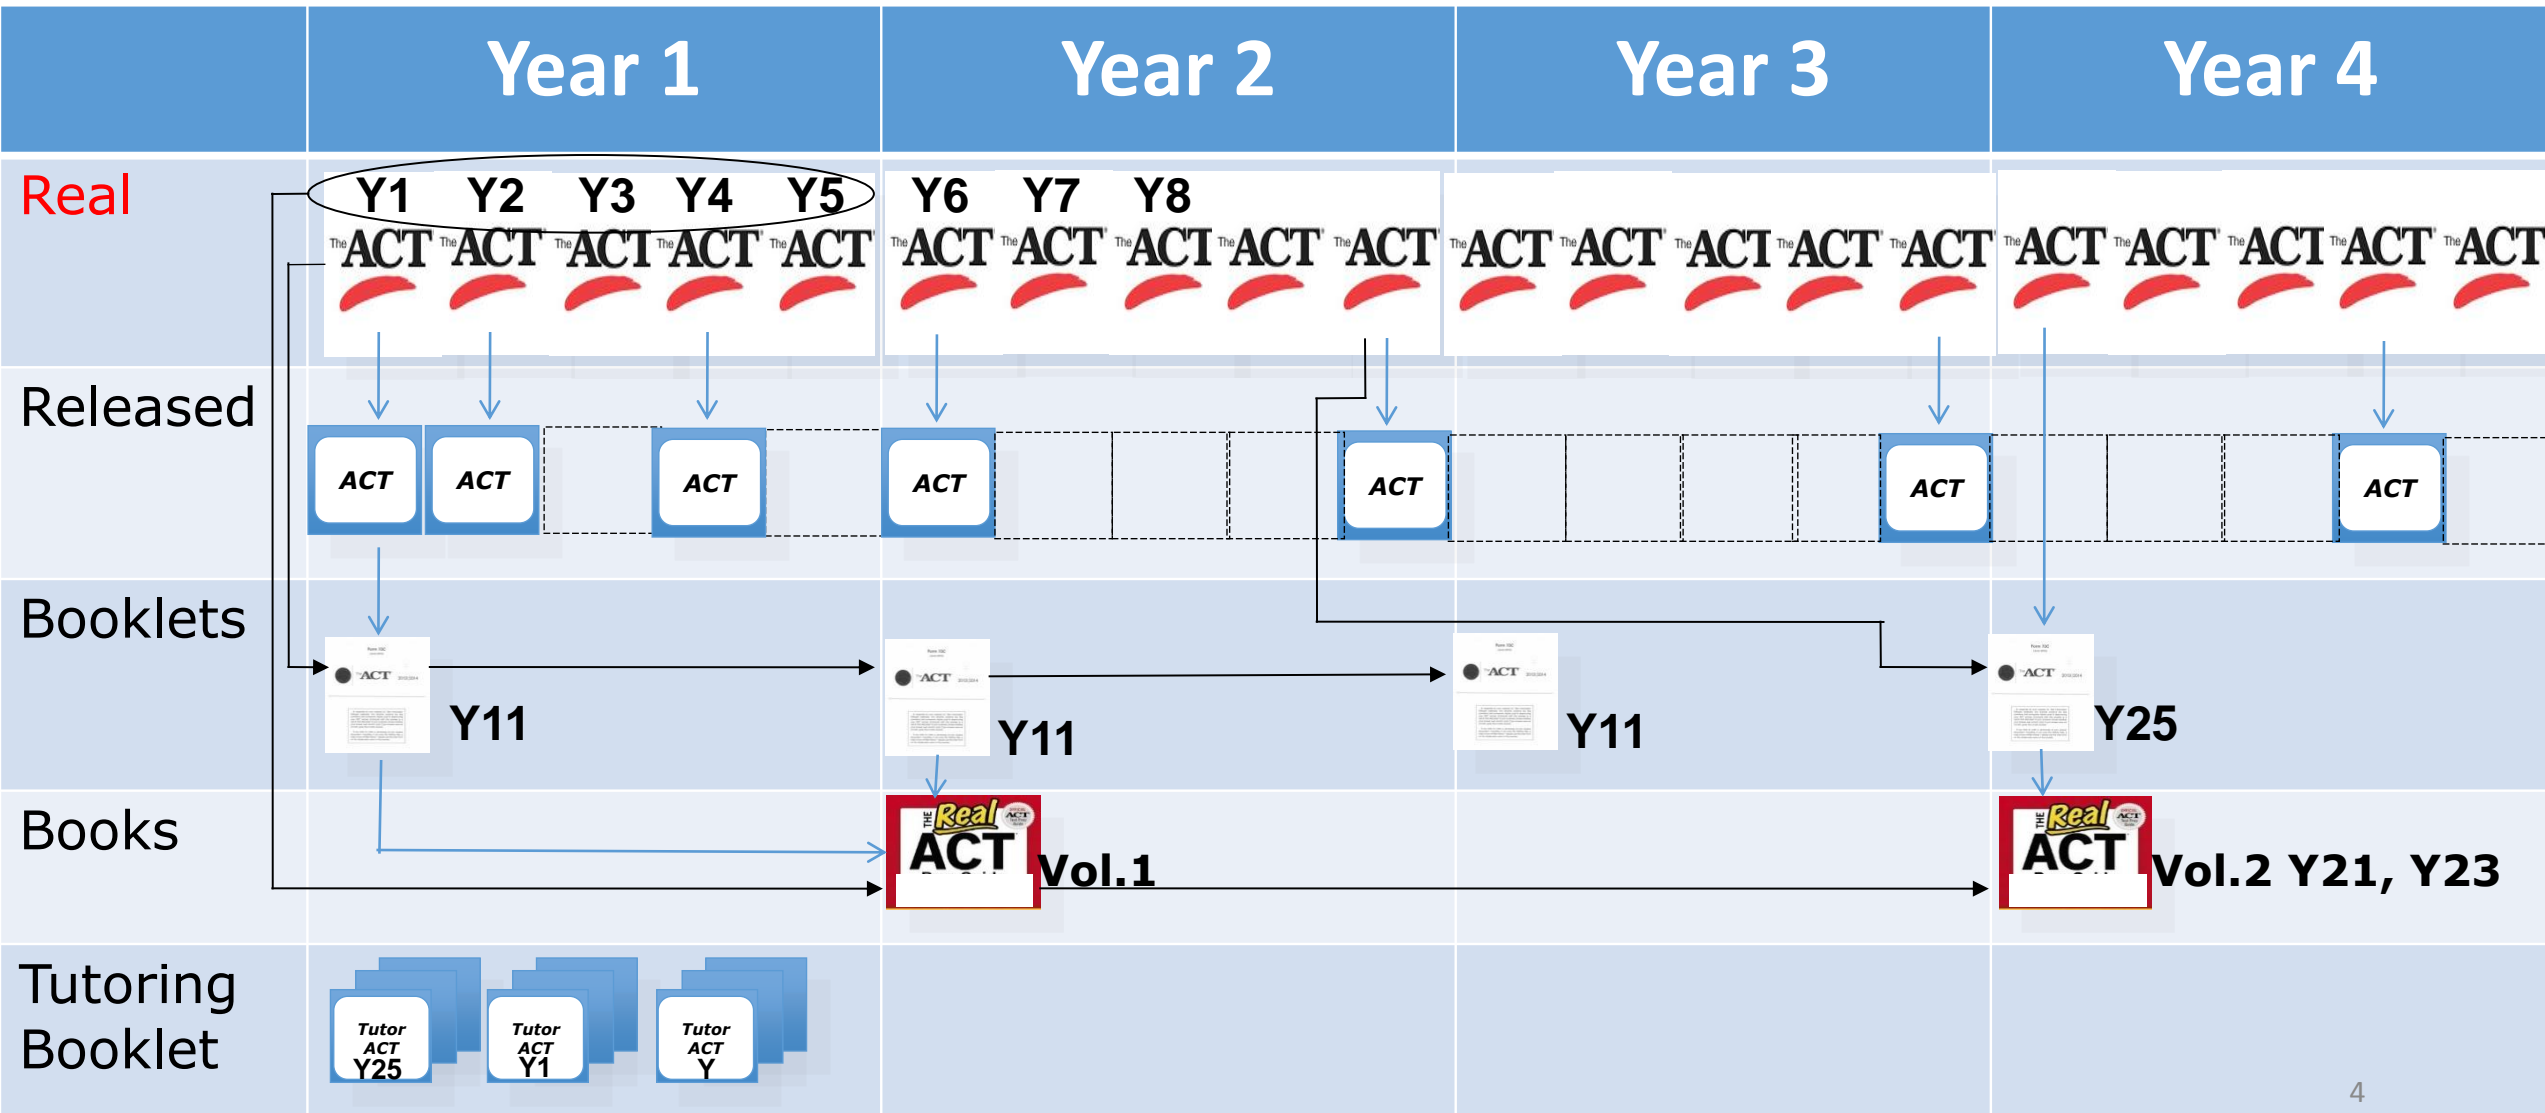 Year 1 Year 2 Year 3 Year 4
Real
Y1 Y2 Y3 Y4 Y5 Y6 Y7 Y8
The ACT The ACT The ACT The ACT The ACT The ACT The ACT The ACT The ACT The ACT The ACT The ACT The ACT The ACT The ACT The ACT The ACT The ACT The ACT The ACT
Released
ACT ACT ACT ACT ACT ACT ACT
Booklets
ACT ACT ACT ACT
Y11 Y11 Y11 Y25
Books
THE Real ACT
Vol.1
THE Real ACT
Vol.2 Y21, Y23
Tutoring
Booklet
Tutor
ACT
Y25
Tutor
ACT
Y1
Tutor
ACT
Y
4